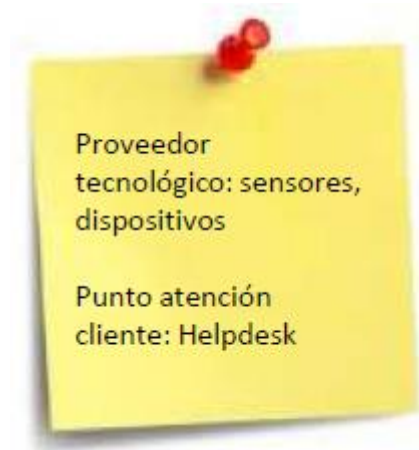 Proveedor
tecnológico: sensores,
dispositivos
Punto atención
cliente: Helpdesk